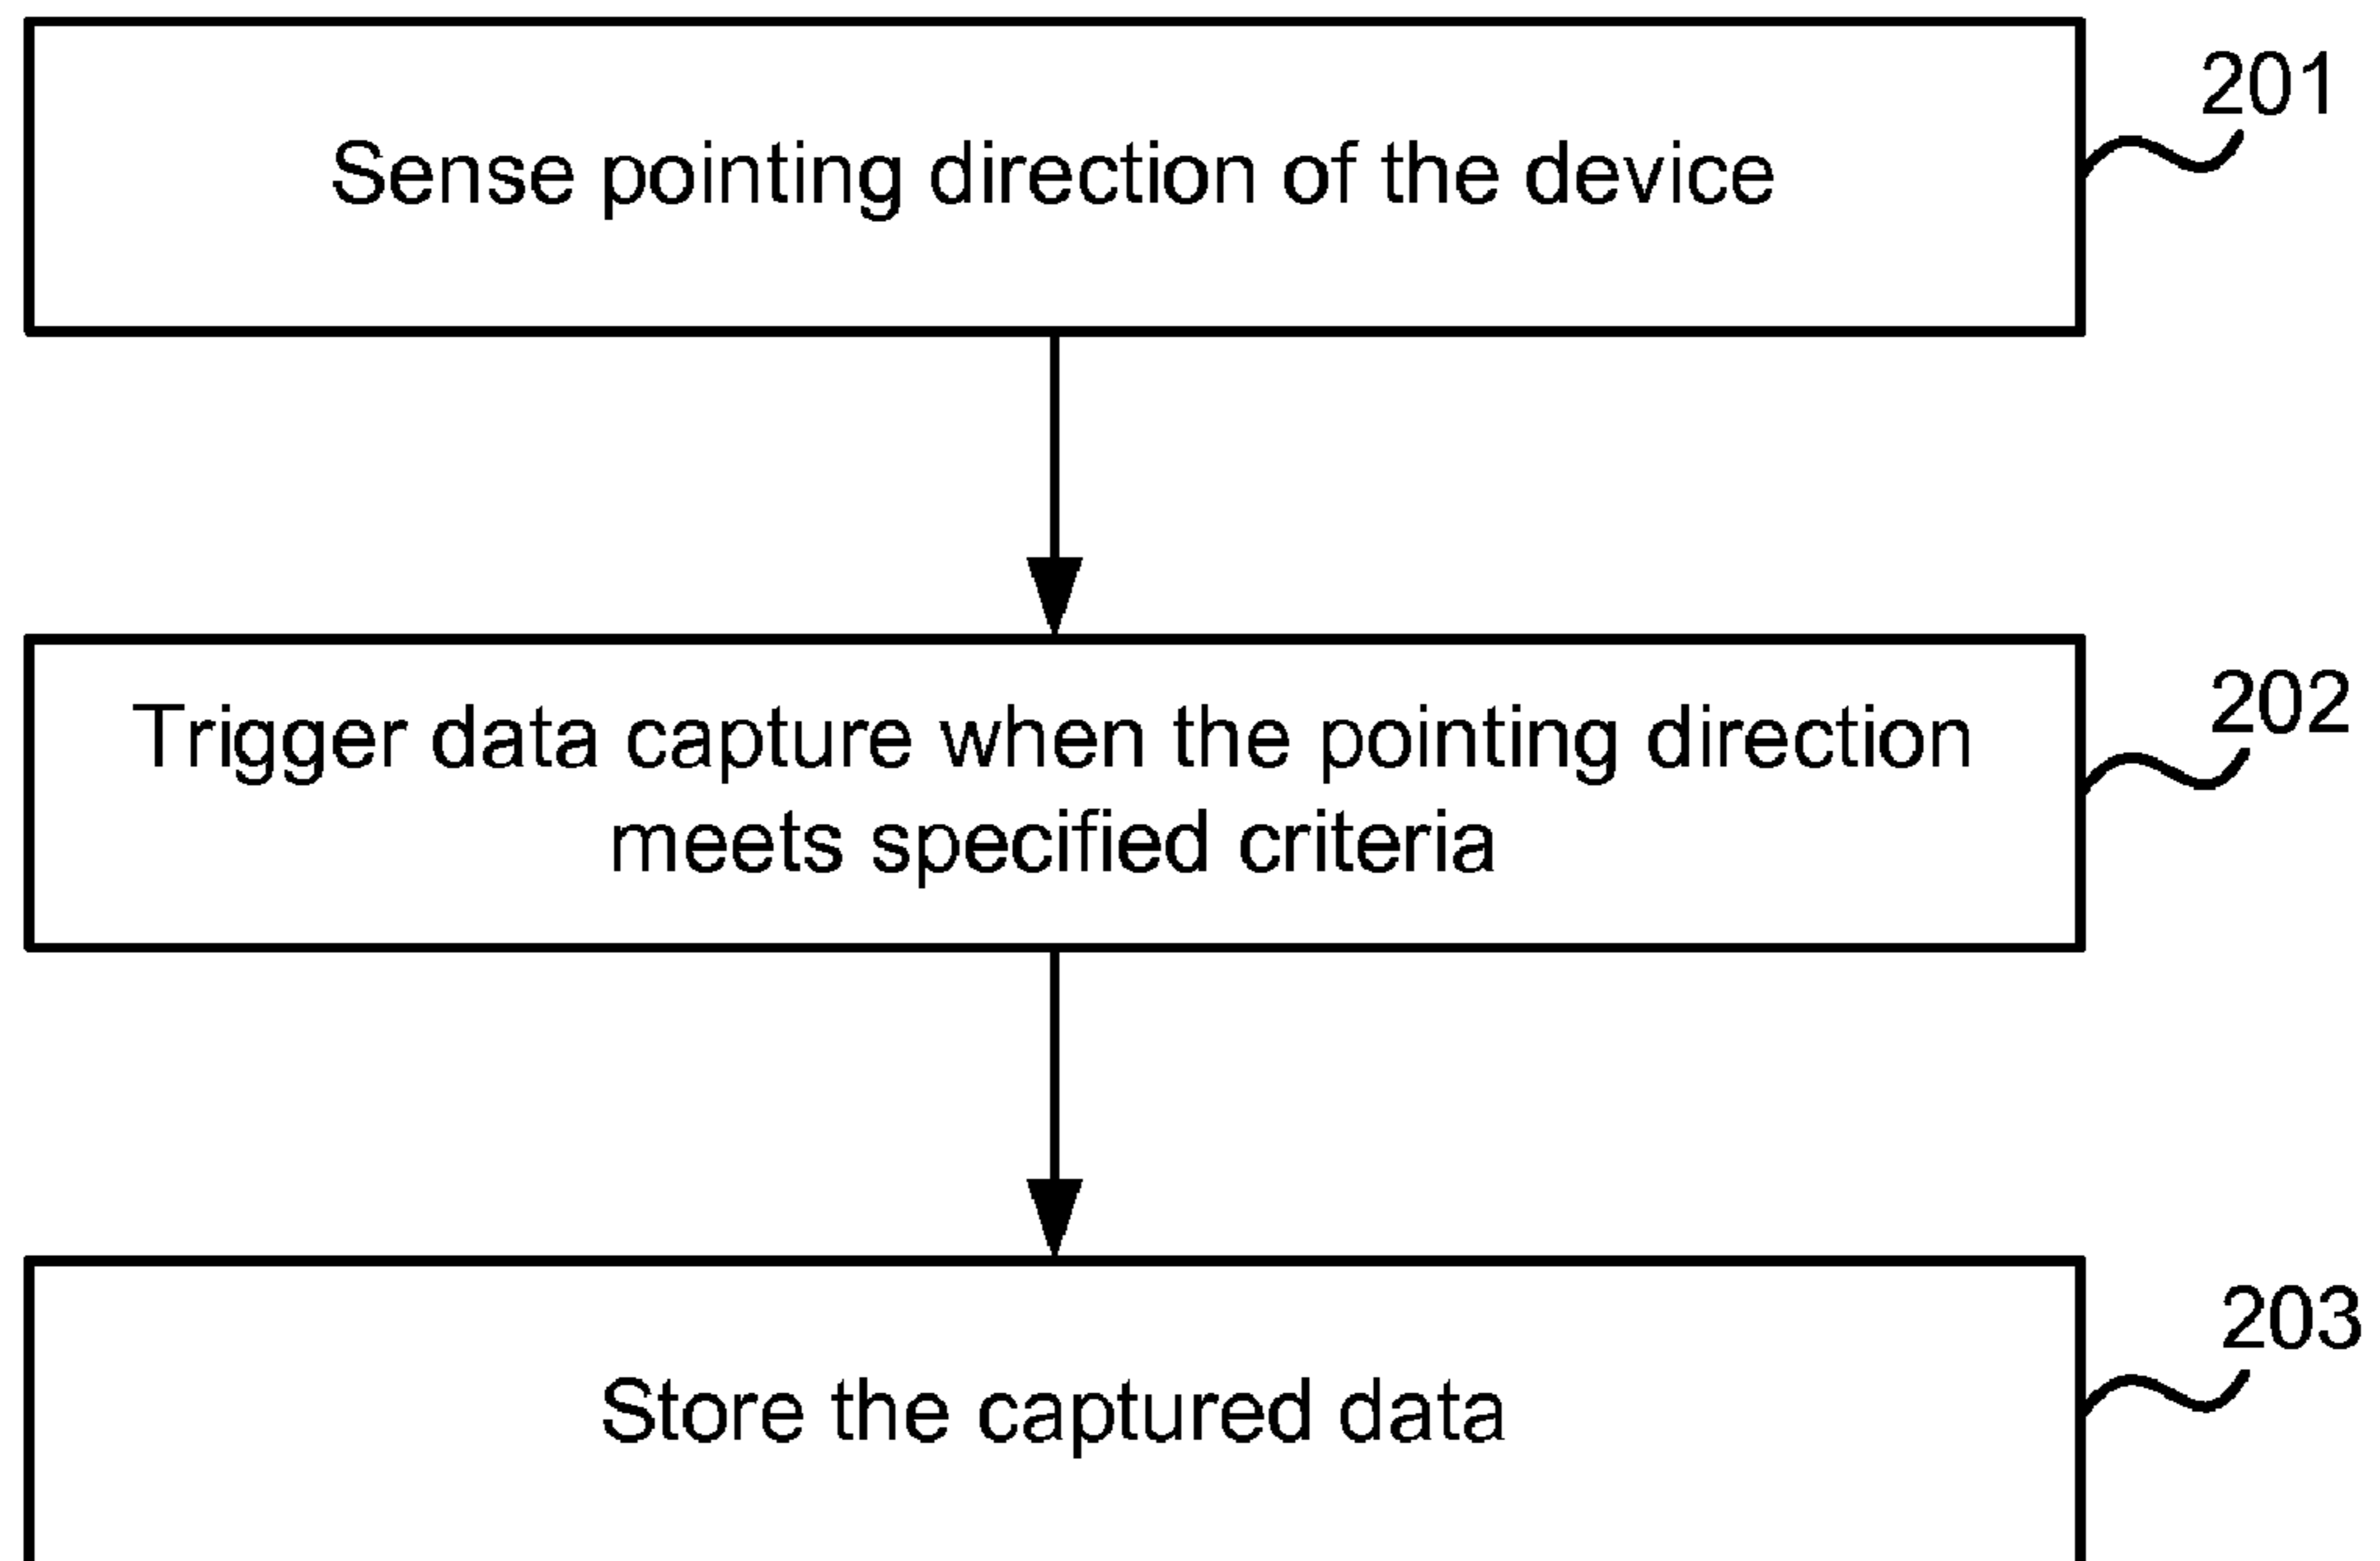 201
Sense pointing direction of the device
202
Trigger data capture when the pointing direction
meets specified criteria
203
Store the captured data